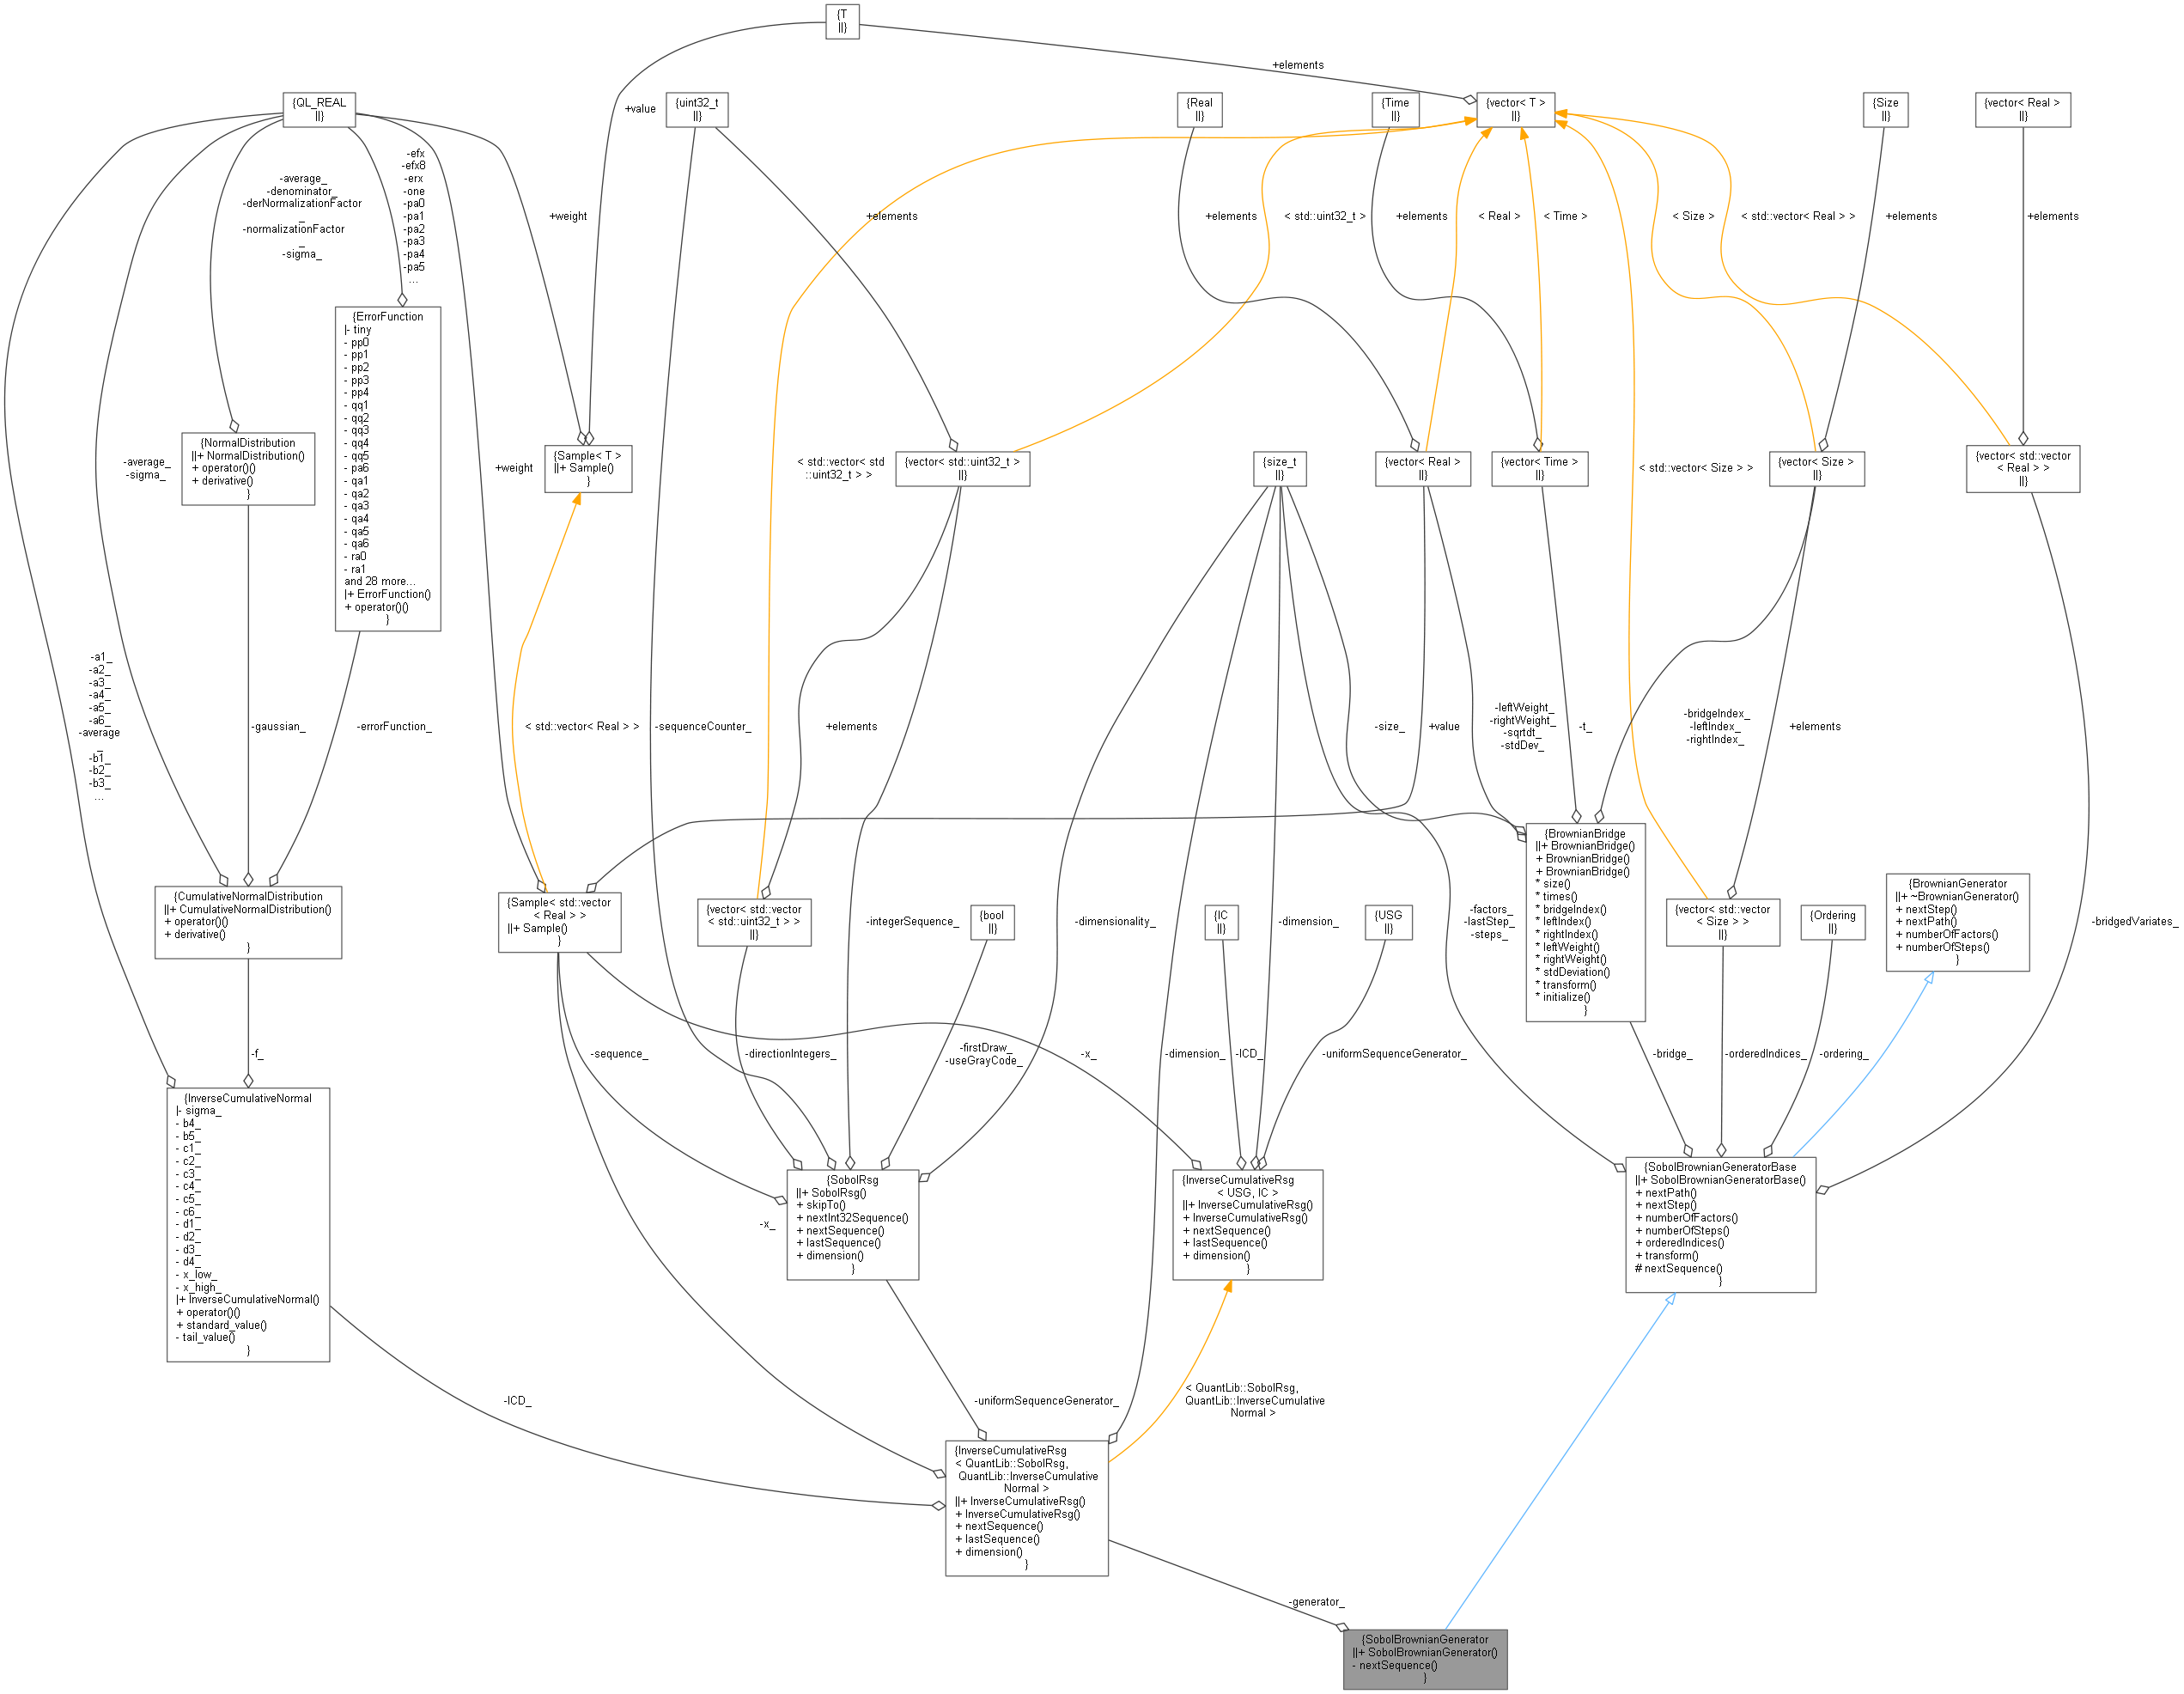 {T
||}
+elements
{QL_REAL
||}
+value
{uint32_t
||}
{Real
||}
{Time
||}
{vector< T >
||}
{Size
||}
{vector< Real >
||}
-average_
-denominator_
-derNormalizationFactor
_
-normalizationFactor
_
-sigma_
-efx
-efx8
-erx
-one
-pa0
-pa1
-pa2
-pa3
-pa4
-pa5
...
+weight
+elements
+elements
< std::uint32_t >
+elements
< Real >
< Time >
< Size >
< std::vector< Real > >
+elements
+elements
{ErrorFunction
|- tiny
- pp0
- pp1
- pp2
- pp3
- pp4
- qq1
- qq2
- qq3
- qq4
- qq5
- pa6
- qa1
- qa2
- qa3
- qa4
- qa5
- qa6
- ra0
- ra1
and 28 more...
|+ ErrorFunction()
+ operator()()
}
-average_
-sigma_
{NormalDistribution
||+ NormalDistribution()
+ operator()()
+ derivative()
}
+weight
{Sample< T >
||+ Sample()
}
< std::vector< std
::uint32_t > >
{vector< std::uint32_t >
||}
{size_t
||}
{vector< Real >
||}
{vector< Time >
||}
< std::vector< Size > >
{vector< Size >
||}
{vector< std::vector
< Real > >
||}
-a1_
-a2_
-a3_
-a4_
-a5_
-a6_
-average
_
-b1_
-b2_
-b3_
...
-gaussian_
-errorFunction_
< std::vector< Real > >
-sequenceCounter_
+elements
-size_
+value
-leftWeight_
-rightWeight_
-sqrtdt_
-stdDev_
-t_
-bridgeIndex_
-leftIndex_
-rightIndex_
+elements
{CumulativeNormalDistribution
||+ CumulativeNormalDistribution()
+ operator()()
+ derivative()
}
{Sample< std::vector
< Real > >
||+ Sample()
}
{vector< std::vector
< std::uint32_t > >
||}
-integerSequence_
{bool
||}
-dimensionality_
{IC
||}
-dimension_
{USG
||}
-factors_
-lastStep_
-steps_
{BrownianBridge
||+ BrownianBridge()
+ BrownianBridge()
+ BrownianBridge()
* size()
* times()
* bridgeIndex()
* leftIndex()
* rightIndex()
* leftWeight()
* rightWeight()
* stdDeviation()
* transform()
* initialize()
}
{vector< std::vector
< Size > >
||}
{Ordering
||}
{BrownianGenerator
||+ ~BrownianGenerator()
+ nextStep()
+ nextPath()
+ numberOfFactors()
+ numberOfSteps()
}
-bridgedVariates_
-f_
-sequence_
-directionIntegers_
-firstDraw_
-useGrayCode_
-x_
-dimension_
-ICD_
-uniformSequenceGenerator_
-bridge_
-orderedIndices_
-ordering_
{InverseCumulativeNormal
|- sigma_
- b4_
- b5_
- c1_
- c2_
- c3_
- c4_
- c5_
- c6_
- d1_
- d2_
- d3_
- d4_
- x_low_
- x_high_
|+ InverseCumulativeNormal()
+ operator()()
+ standard_value()
- tail_value()
}
-x_
{SobolRsg
||+ SobolRsg()
+ skipTo()
+ nextInt32Sequence()
+ nextSequence()
+ lastSequence()
+ dimension()
}
{InverseCumulativeRsg
< USG, IC >
||+ InverseCumulativeRsg()
+ InverseCumulativeRsg()
+ nextSequence()
+ lastSequence()
+ dimension()
}
{SobolBrownianGeneratorBase
||+ SobolBrownianGeneratorBase()
+ nextPath()
+ nextStep()
+ numberOfFactors()
+ numberOfSteps()
+ orderedIndices()
+ transform()
# nextSequence()
}
-ICD_
-uniformSequenceGenerator_
< QuantLib::SobolRsg,
QuantLib::InverseCumulative
Normal >
{InverseCumulativeRsg
< QuantLib::SobolRsg,
QuantLib::InverseCumulative
Normal >
||+ InverseCumulativeRsg()
+ InverseCumulativeRsg()
+ nextSequence()
+ lastSequence()
+ dimension()
}
-generator_
{SobolBrownianGenerator
||+ SobolBrownianGenerator()
- nextSequence()
}